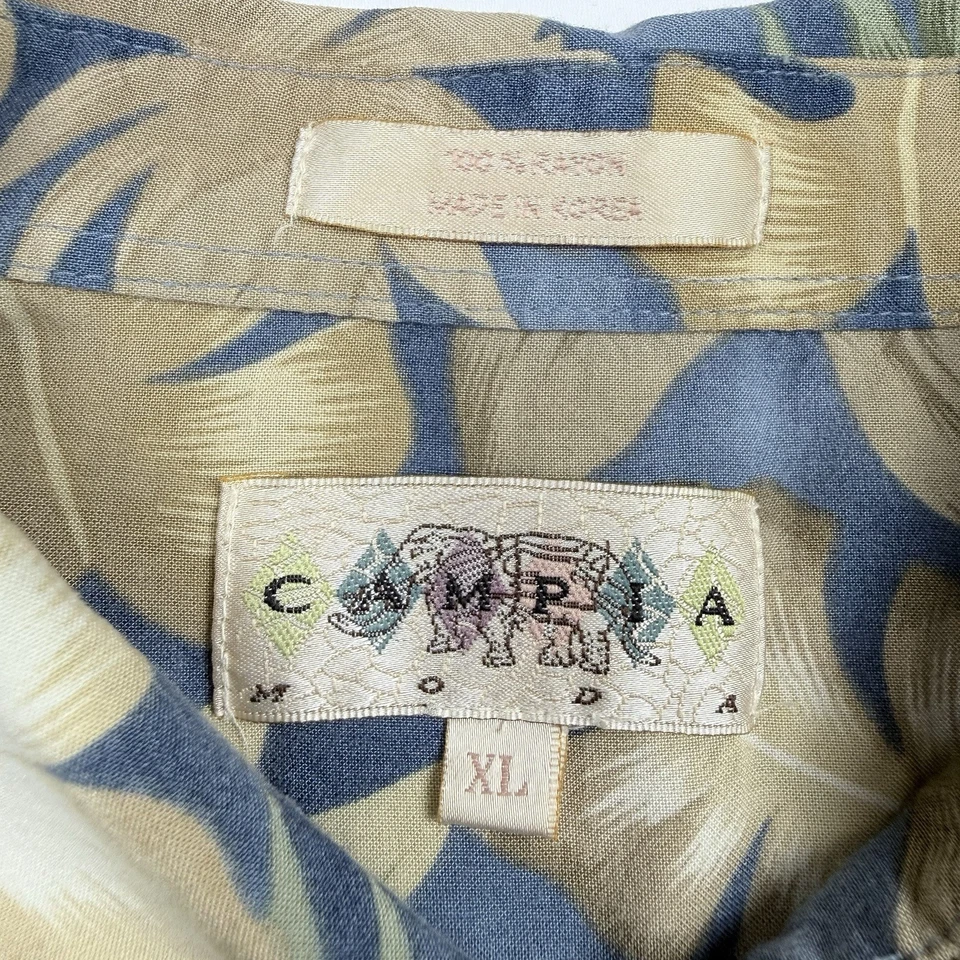 100 % RAYON
MADE IN KOREA
CAMPIA
MODA
XL